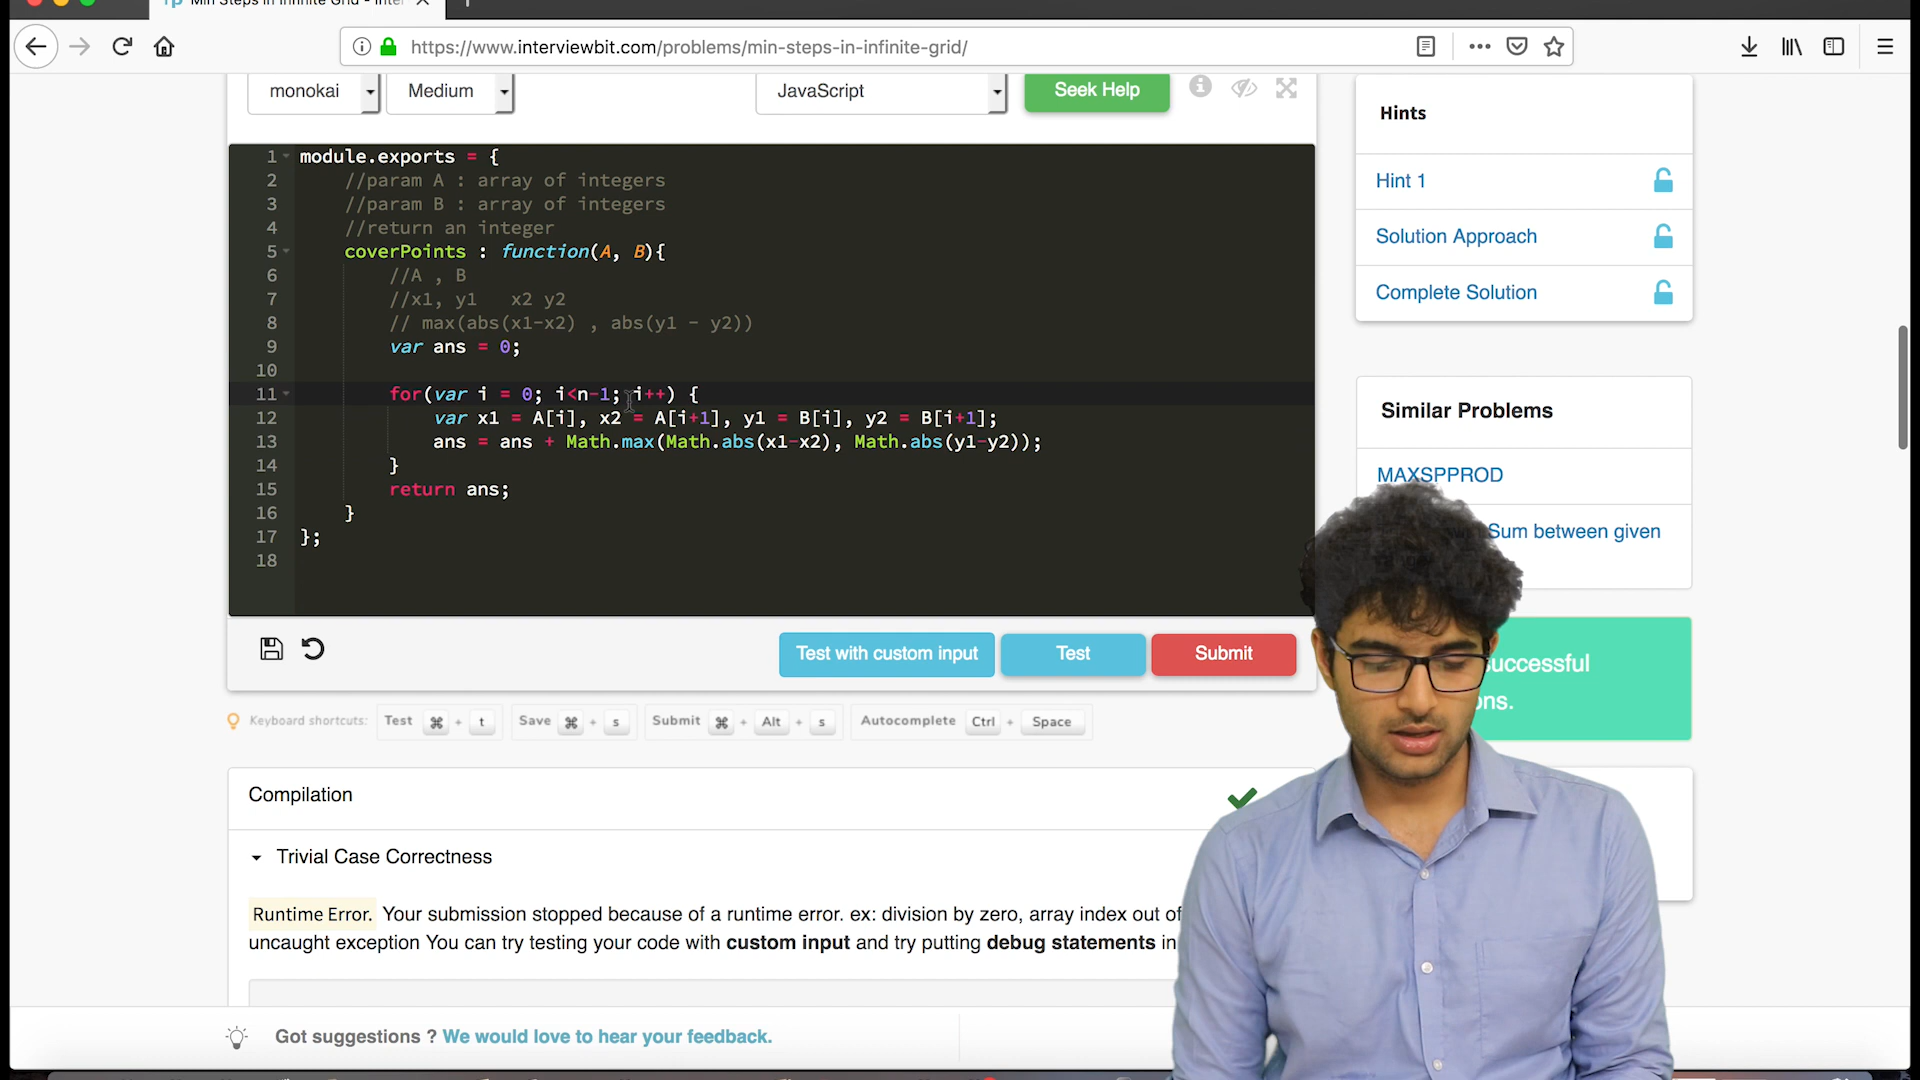 https://www.interviewbit.com/problems/min-steps-in-infinite-grid/
monokai
Medium
JavaScript
Seek Help
1 module.exports = {
2 //param A : array of integers
3 //param B : array of integers
4 //return an integer
5 coverPoints : function(A, B){
6 //A , B
7 //x1, y1 x2 y2
8 // max(abs(x1-x2) , abs(y1 - y2))
9 var ans = 0;
10
11 for(var i = 0; i<n-1; i++) {
12 var x1 = A[i], x2 = A[i+1], y1 = B[i], y2 = B[i+1];
13 ans = ans + Math.max(Math.abs(x1-x2), Math.abs(y1-y2));
14 }
15 return ans;
16 }
17 };
18
Test with custom input
Test
Submit
Keyboard shortcuts: Test ⌘ + t Save ⌘ + s Submit ⌘ + Alt + s Autocomplete Ctrl + Space
Compilation
Trivial Case Correctness
Runtime Error. Your submission stopped because of a runtime error. ex: division by zero, array index out of
uncaught exception You can try testing your code with custom input and try putting debug statements in
Got suggestions ? We would love to hear your feedback.
Hints
Hint 1
Solution Approach
Complete Solution
Similar Problems
MAXSPPROD
Sum between given
uccessful
ns.